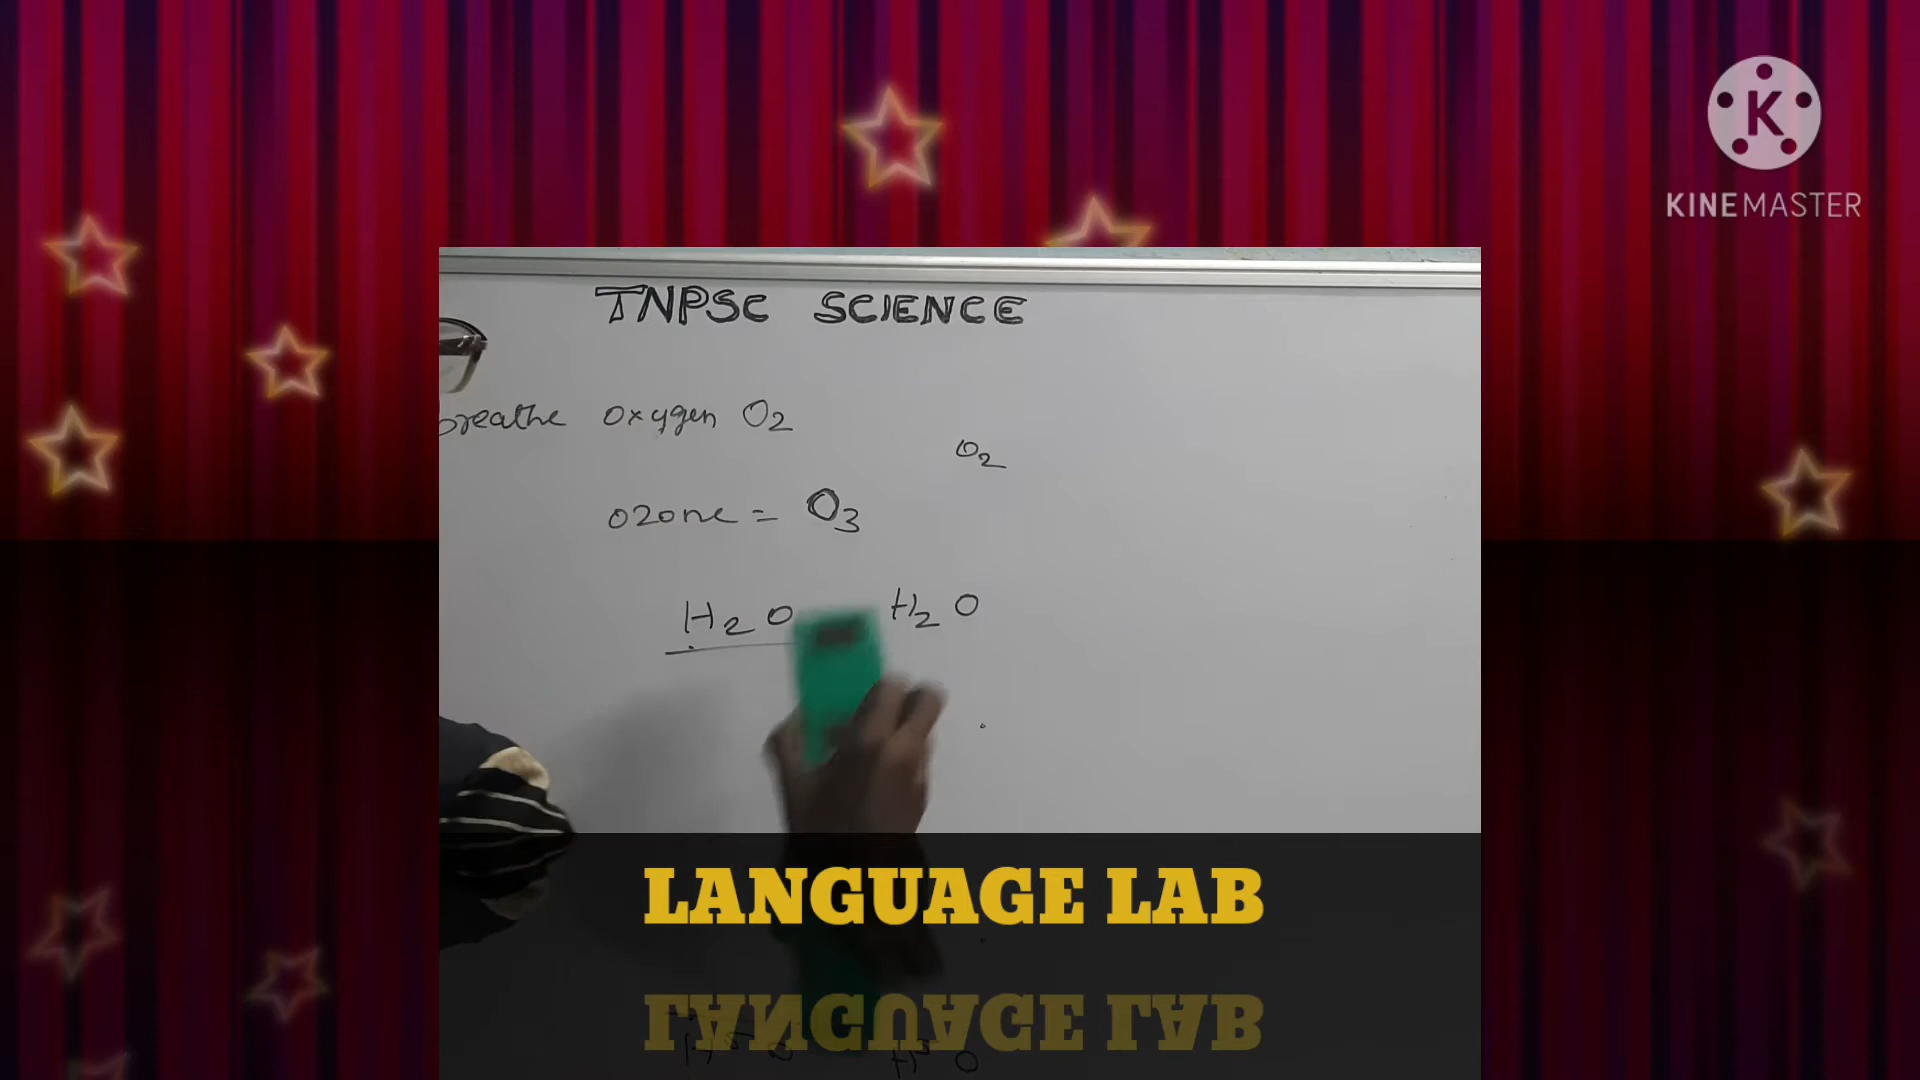 KINEMASTER
TNPSC SCIENCE
breathe oxygen O2
O2
ozone = O3
H2O H2O
LANGUAGE LAB